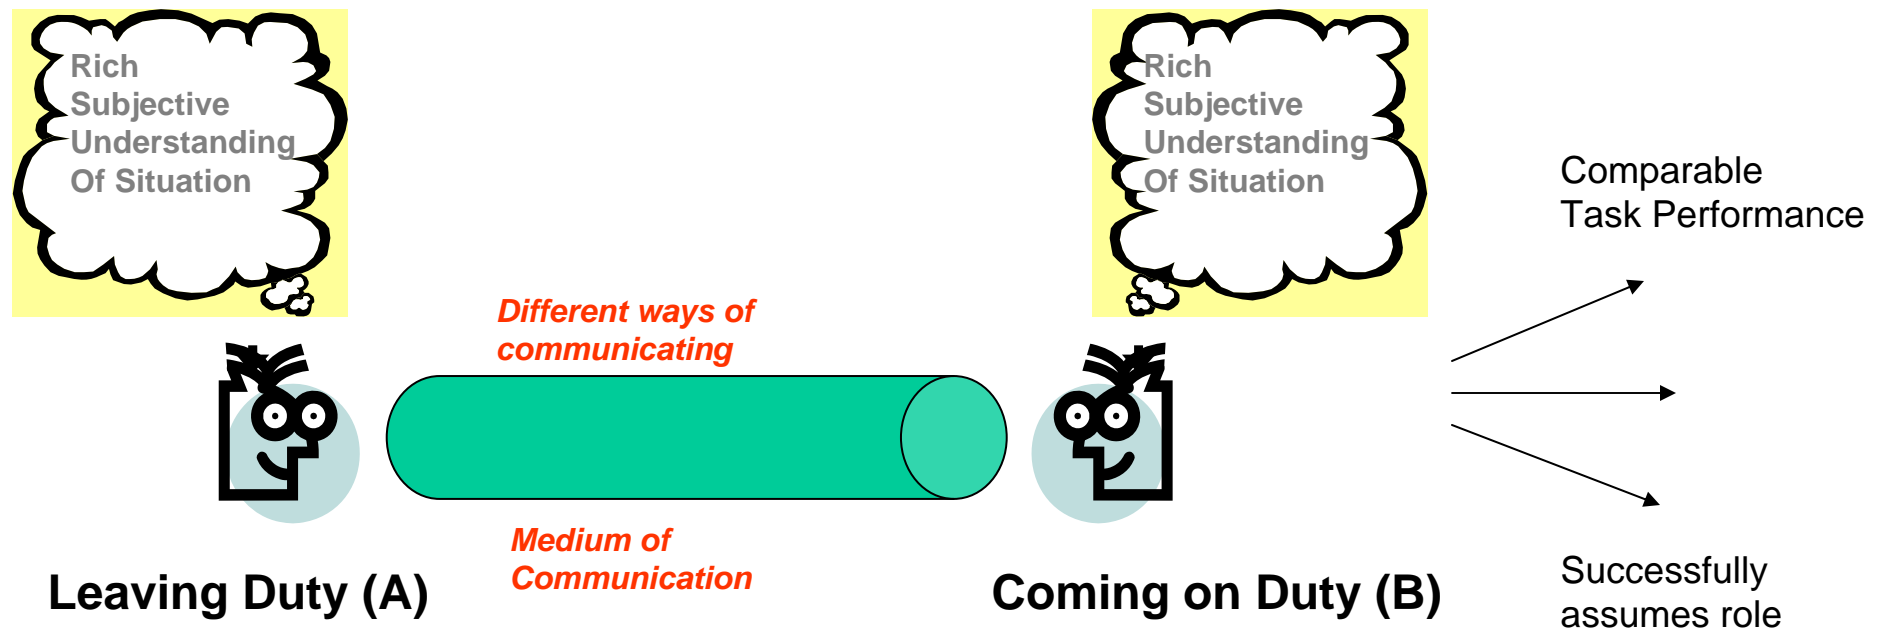 Rich
Subjective
Understanding
Of Situation
Rich
Subjective
Understanding
Of Situation
Comparable
Task Performance
Different ways of
communicating
Medium of
Communication
Leaving Duty (A)
Coming on Duty (B)
Successfully
assumes role